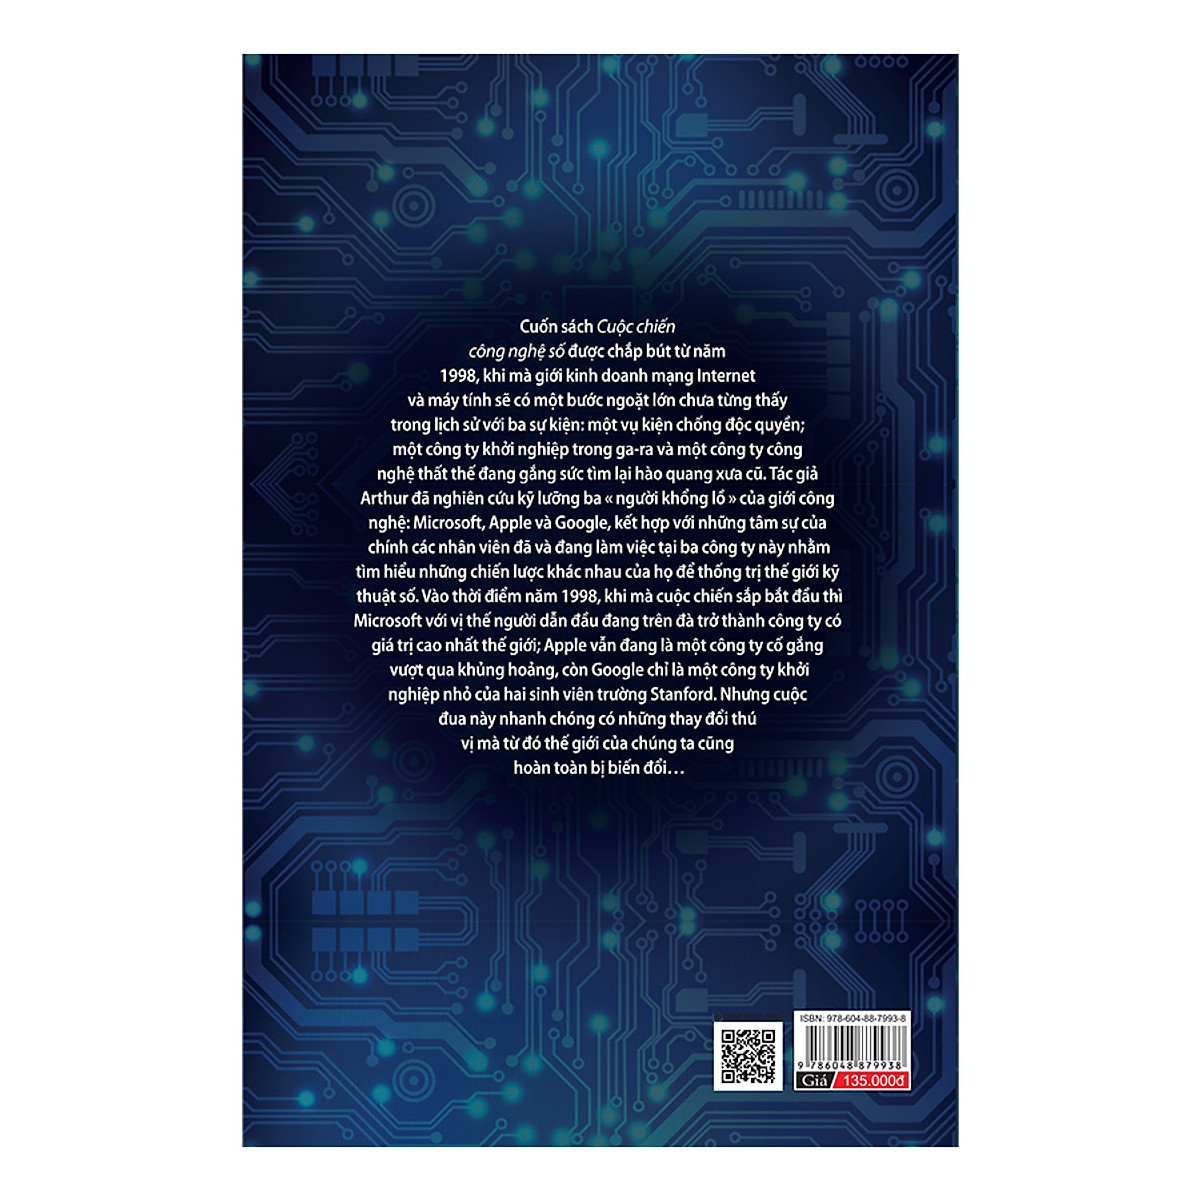 Cuốn sách Cuộc chiến
công nghệ số được chắp bút từ năm
1998, khi mà giới kinh doanh mạng Internet
và máy tính sẽ có một bước ngoặt lớn chưa từng thấy
trong lịch sử với ba sự kiện: một vụ kiện chống độc quyền;
một công ty khởi nghiệp trong ga-ra và một công ty công
nghệ thất thế đang gắng sức tìm lại hào quang xưa cũ. Tác giả
Arthur đã nghiên cứu kỹ lưỡng ba « người khổng lồ » của giới công
nghệ: Microsoft, Apple và Google, kết hợp với những tâm sự của
chính các nhân viên đã và đang làm việc tại ba công ty này nhằm
tìm hiểu những chiến lược khác nhau của họ để thống trị thế giới kỹ
thuật số. Vào thời điểm năm 1998, khi mà cuộc chiến sắp bắt đầu thì
Microsoft với vị thế người dẫn đầu đang trên đà trở thành công ty có
giá trị cao nhất thế giới; Apple vẫn đang là một công ty cố gắng
vượt qua khủng hoảng, còn Google chỉ là một công ty khởi
nghiệp nhỏ của hai sinh viên trường Stanford. Nhưng cuộc
đua này nhanh chóng có những thay đổi thú
vị mà từ đó thế giới của chúng ta cũng
hoàn toàn bị biến đổi...
ISBN: 978-604-88-7993-8
9 786048 879938
Giá 135.000đ